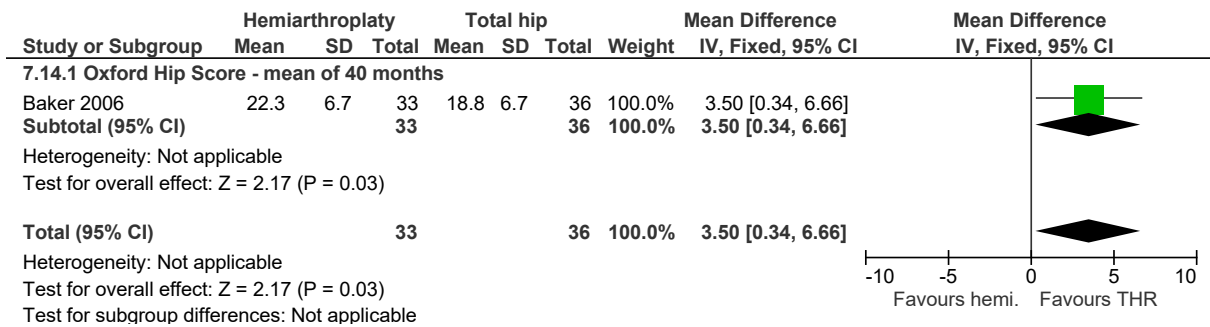 Hemiarthroplaty Total hip Mean Difference Mean Difference
Study or Subgroup Mean SD Total Mean SD Total Weight IV, Fixed, 95% CI IV, Fixed, 95% CI
7.14.1 Oxford Hip Score - mean of 40 months
Baker 2006 22.3 6.7 33 18.8 6.7 36 100.0% 3.50 [0.34, 6.66]
Subtotal (95% CI) 33 36 100.0% 3.50 [0.34, 6.66]
Heterogeneity: Not applicable
Test for overall effect: Z = 2.17 (P = 0.03)
Total (95% CI) 33 36 100.0% 3.50 [0.34, 6.66]
Heterogeneity: Not applicable
Test for overall effect: Z = 2.17 (P = 0.03)
Test for subgroup differences: Not applicable
-10 -5 0 5 10
Favours hemi. Favours THR